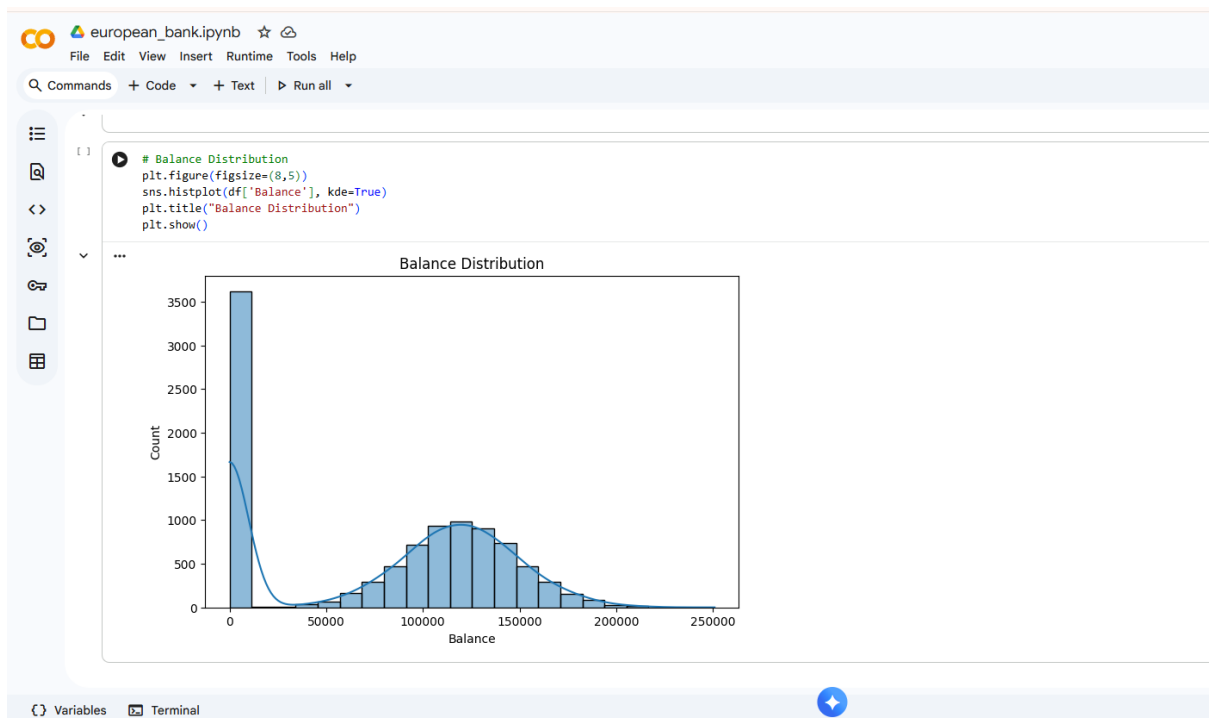 european_bank.ipynb
File Edit View Insert Runtime Tools Help
Commands + Code + Text Run all
[ ]
# Balance Distribution
plt.figure(figsize=(8,5))
sns.histplot(df['Balance'], kde=True)
plt.title("Balance Distribution")
plt.show()
Balance Distribution
3500
3000
2500
2000
1500
1000
500
0
Count
0 50000 100000 150000 200000 250000
Balance
{} Variables Terminal